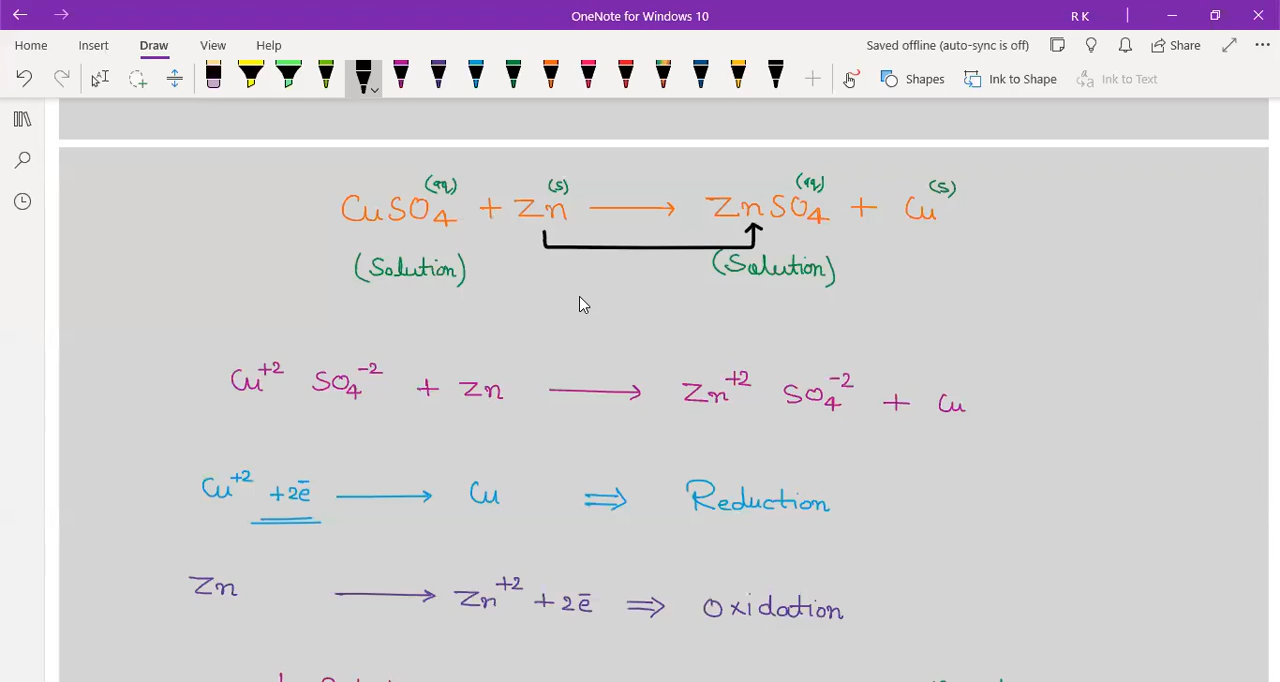 OneNote for Windows 10
R K
Home Insert Draw View Help
Saved offline (auto-sync is off) Share
Shapes Ink to Shape Ink to Text
CuSO4 (aq) + Zn (s) ⟶ ZnSO4 (aq) + Cu (s)
(Solution) (Solution)
Cu+2 SO4-2 + Zn ⟶ Zn+2 SO4-2 + Cu
Cu+2 +2ē ⟶ Cu ⇒ Reduction
Zn ⟶ Zn+2 +2ē ⇒ Oxidation